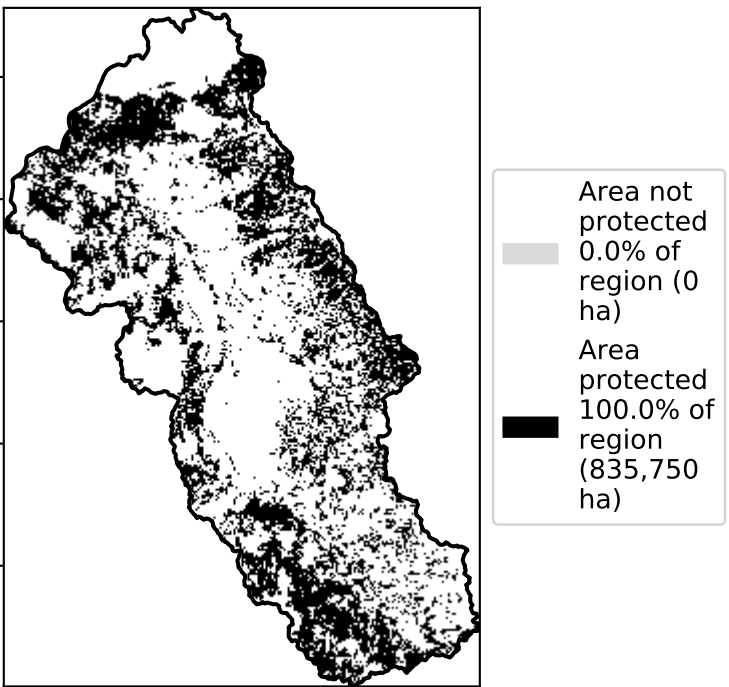 Area not
protected
0.0% of
region (0
ha)
Area
protected
100.0% of
region
(835,750
ha)